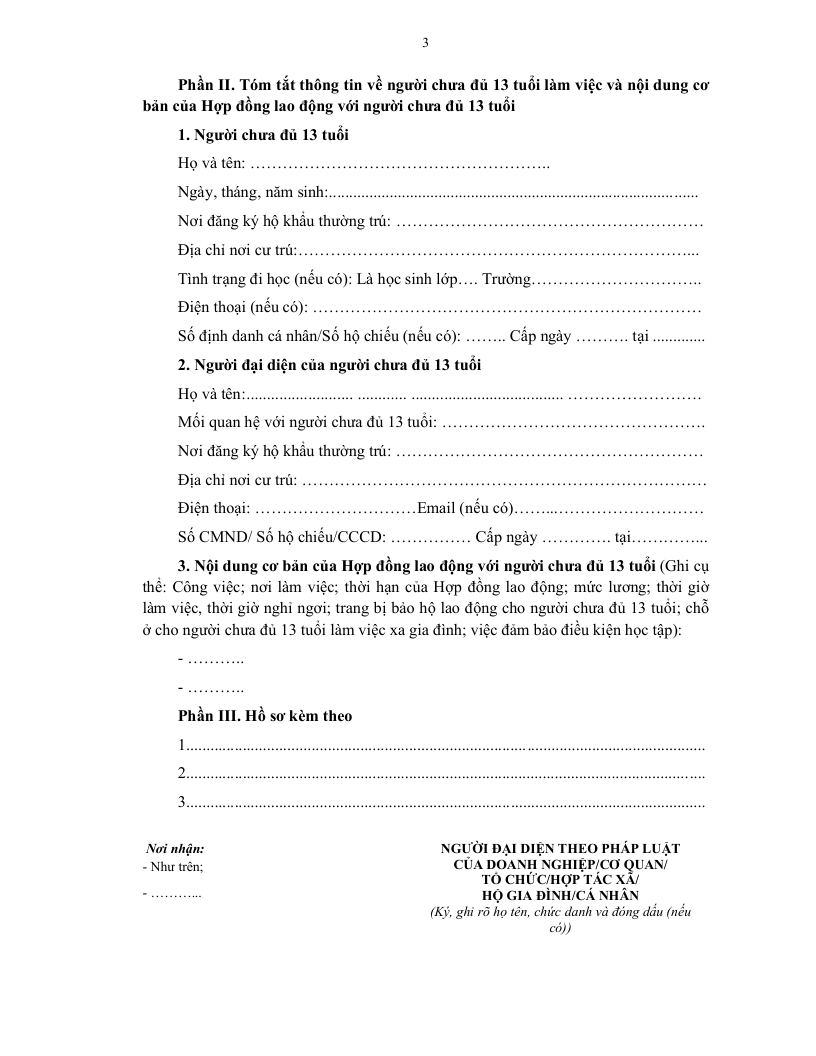 3
Phần II. Tóm tắt thông tin về người chưa đủ 13 tuổi làm việc và nội dung cơ
bản của Hợp đồng lao động với người chưa đủ 13 tuổi
1. Người chưa đủ 13 tuổi
Họ và tên: ………………………………………………..
Ngày, tháng, năm sinh:...........................................................................................
Nơi đăng ký hộ khẩu thường trú: …………………………………………………
Địa chỉ nơi cư trú:………………………………………………………………...
Tình trạng đi học (nếu có): Là học sinh lớp…. Trường…………………………..
Điện thoại (nếu có): ………………………………………………………………
Số định danh cá nhân/Số hộ chiếu (nếu có): …….. Cấp ngày ………. tại .............
2. Người đại diện của người chưa đủ 13 tuổi
Họ và tên:.......................... ............ ..................................... …………………….
Mối quan hệ với người chưa đủ 13 tuổi: ………………………………………….
Nơi đăng ký hộ khẩu thường trú: …………………………………………………
Địa chỉ nơi cư trú: …………………………………………………………………
Điện thoại: …………………………Email (nếu có)……...………………………
Số CMND/ Số hộ chiếu/CCCD: …………… Cấp ngày …………. tại…………...
3. Nội dung cơ bản của Hợp đồng lao động với người chưa đủ 13 tuổi (Ghi cụ
thể: Công việc; nơi làm việc; thời hạn của Hợp đồng lao động; mức lương; thời giờ
làm việc, thời giờ nghỉ ngơi; trang bị bảo hộ lao động cho người chưa đủ 13 tuổi; chỗ
ở cho người chưa đủ 13 tuổi làm việc xa gia đình; việc đảm bảo điều kiện học tập):
- ………..
- ………..
Phần III. Hồ sơ kèm theo
1................................................................................................................................
2................................................................................................................................
3................................................................................................................................
Nơi nhận:
- Như trên;
- ………...
NGƯỜI ĐẠI DIỆN THEO PHÁP LUẬT
CỦA DOANH NGHIỆP/CƠ QUAN/
TỔ CHỨC/HỢP TÁC XÃ/
HỘ GIA ĐÌNH/CÁ NHÂN
(Ký, ghi rõ họ tên, chức danh và đóng dấu (nếu
có))